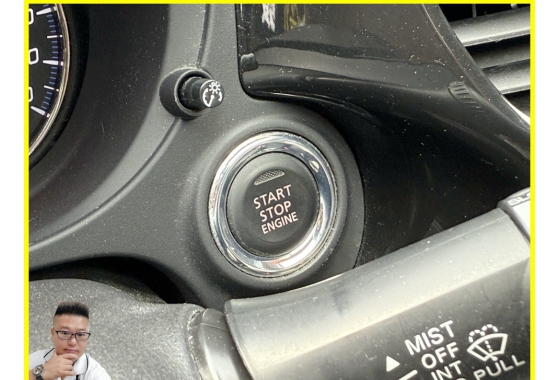 START
STOP
ENGINE
MIST
OFF
INT
PULL